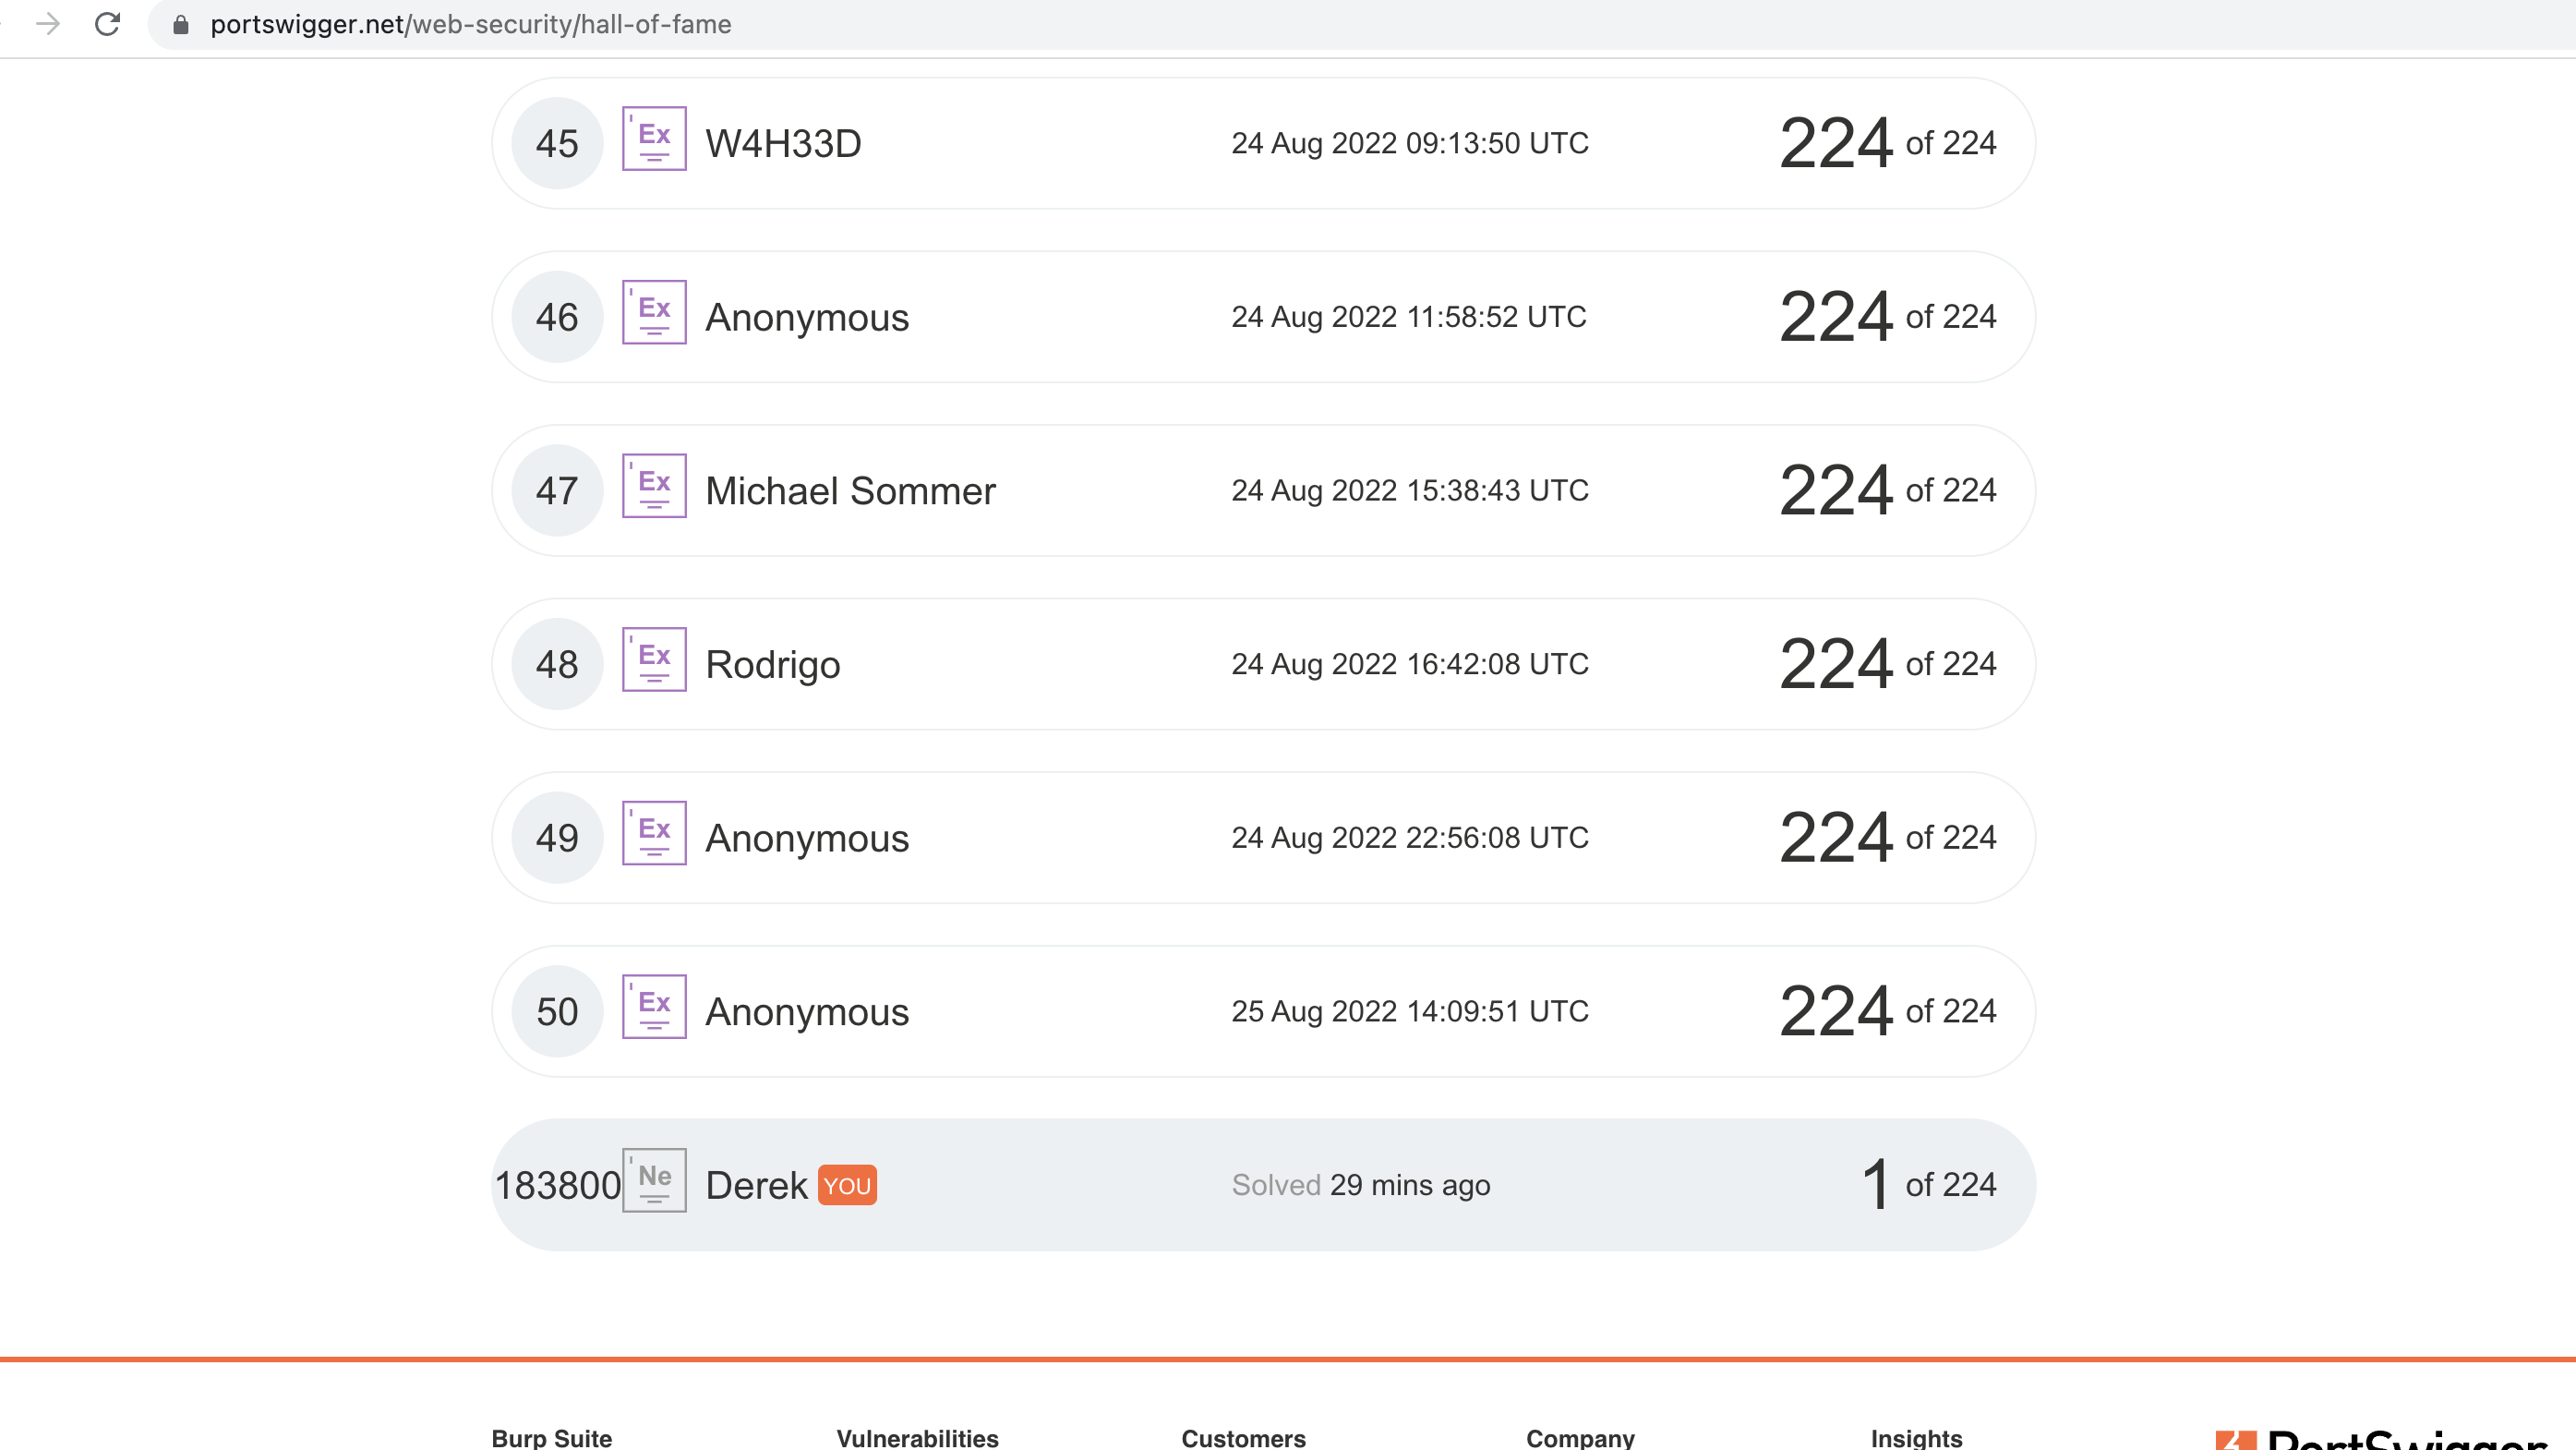 portswigger.net/web-security/hall-of-fame
45 Ex W4H33D 24 Aug 2022 09:13:50 UTC 224 of 224
46 Ex Anonymous 24 Aug 2022 11:58:52 UTC 224 of 224
47 Ex Michael Sommer 24 Aug 2022 15:38:43 UTC 224 of 224
48 Ex Rodrigo 24 Aug 2022 16:42:08 UTC 224 of 224
49 Ex Anonymous 24 Aug 2022 22:56:08 UTC 224 of 224
50 Ex Anonymous 25 Aug 2022 14:09:51 UTC 224 of 224
183800 Ne Derek YOU Solved 29 mins ago 1 of 224
Burp Suite Vulnerabilities Customers Company Insights PortSwigger